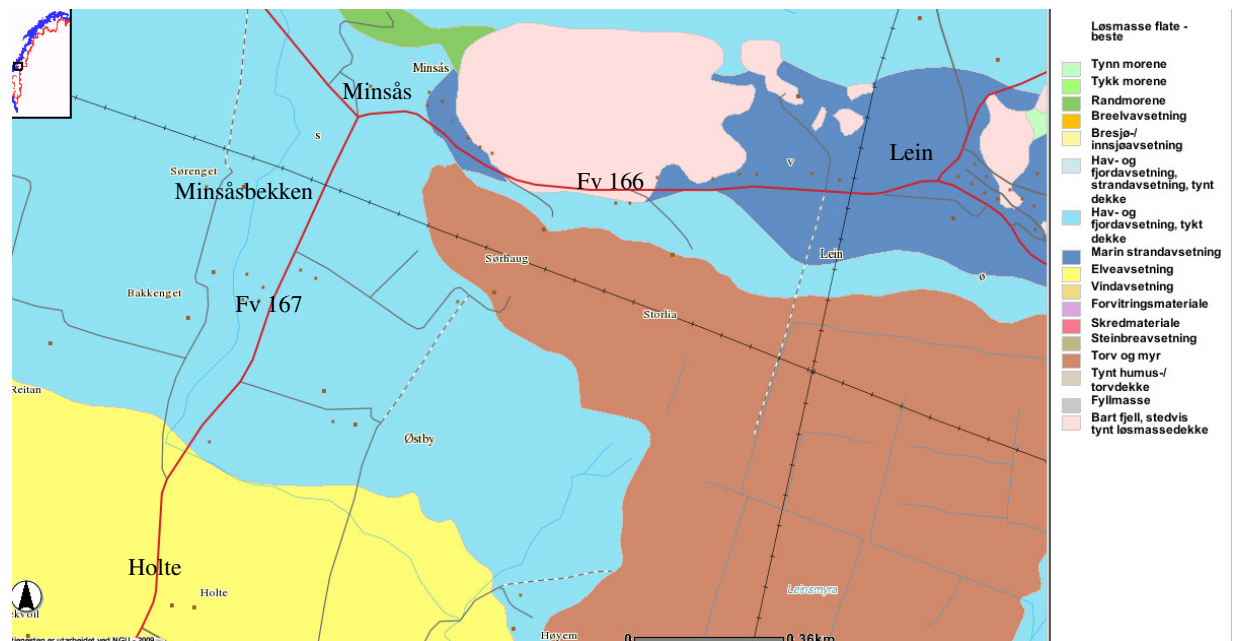 Minsås
Minsås
s
Sørenget
Minsåsbekken
Fv 166
v
Lein
Lein
ø
Sørhaug
Bakkenget
Fv 167
Storlia
Reitan
Østby
Holte
Holte
Leinsmyra
Høyem
0
0.36km
Løsmasse flate -
beste
Tynn morene
Tykk morene
Randmorene
Breelvavsetning
Bresjø-/
innsjøavsetning
Hav- og
fjordavsetning,
strandavsetning, tynt
dekke
Hav- og
fjordavsetning, tykt
dekke
Marin strandavsetning
Elveavsetning
Vindavsetning
Forvitringsmateriale
Skredmateriale
Steinbreavsetning
Torv og myr
Tynt humus-/
torvdekke
Fyllmasse
Bart fjell, stedvis
tynt løsmassedekke